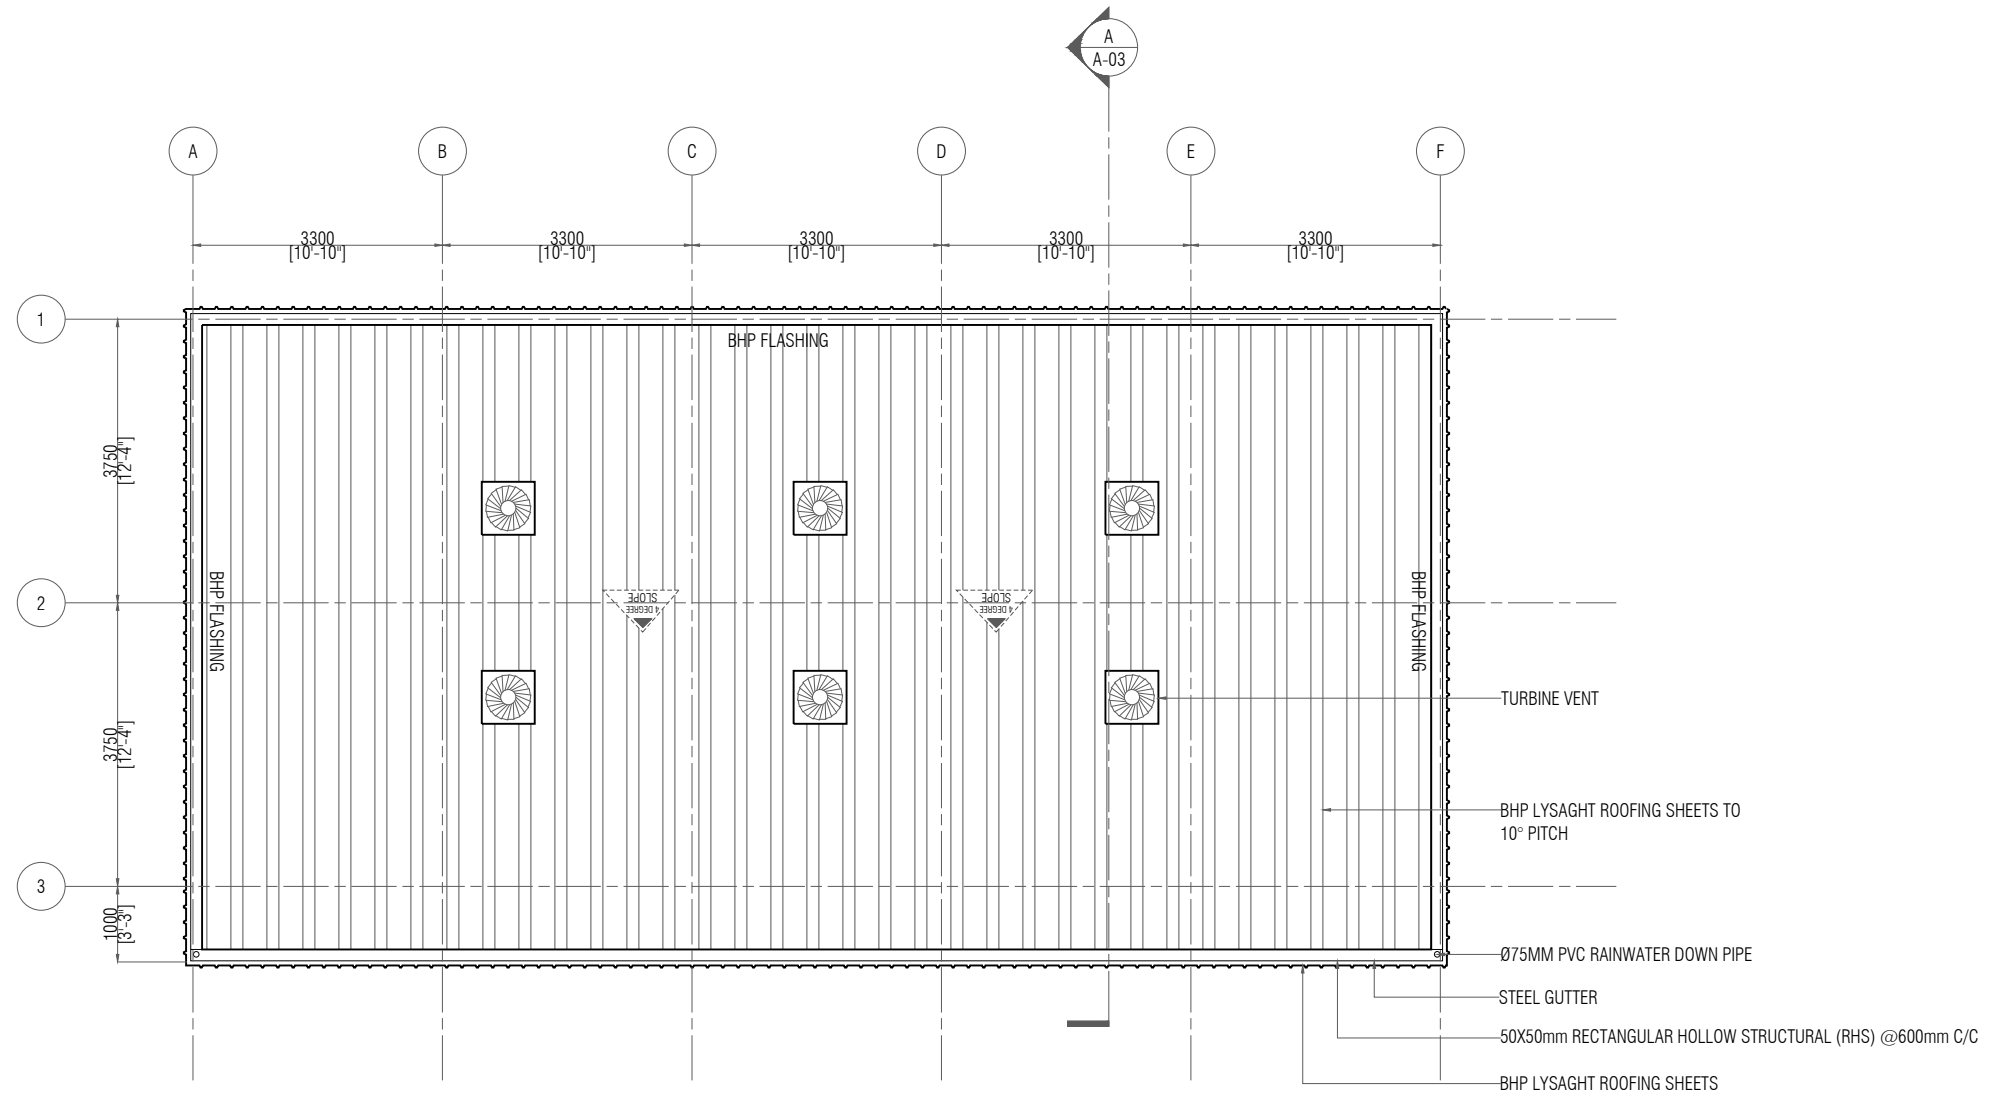 A
A-03
A
B
C
D
E
F
3300
[10'-10"]
3300
[10'-10"]
3300
[10'-10"]
3300
[10'-10"]
3300
[10'-10"]
1
BHP FLASHING
3750
[12'-4"]
BHP FLASHING
BHP FLASHING
2
4 DEGREE
SLOPE
4 DEGREE
SLOPE
TURBINE VENT
3750
[12'-4"]
BHP LYSAGHT ROOFING SHEETS TO
10° PITCH
3
1000
[3'-3"]
Ø75MM PVC RAINWATER DOWN PIPE
STEEL GUTTER
50X50mm RECTANGULAR HOLLOW STRUCTURAL (RHS) @600mm C/C
BHP LYSAGHT ROOFING SHEETS